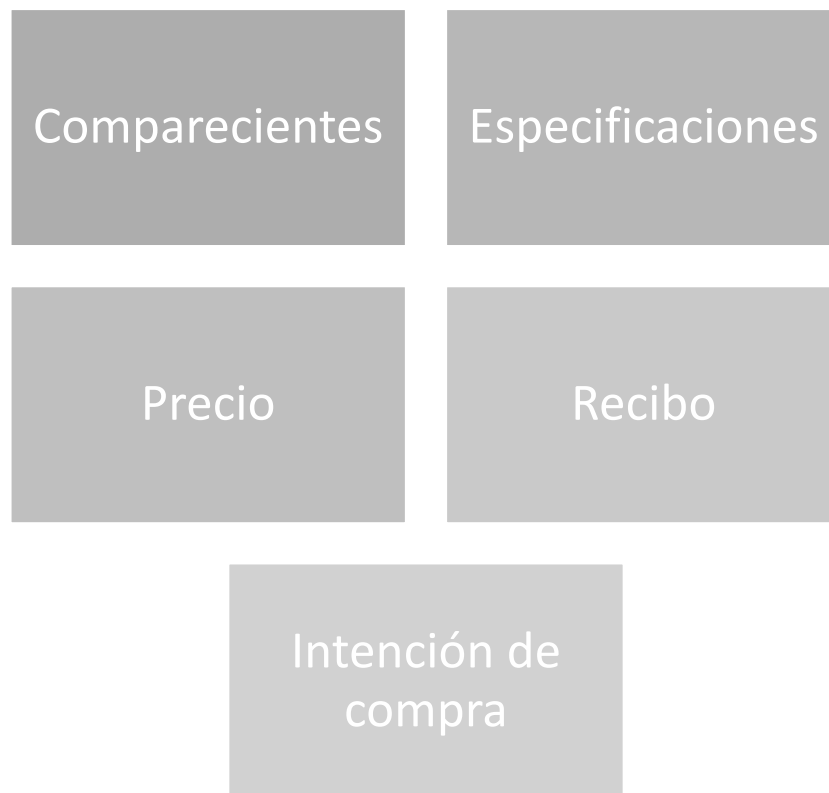 Comparecientes
Especificaciones
Precio
Recibo
Intención de
compra